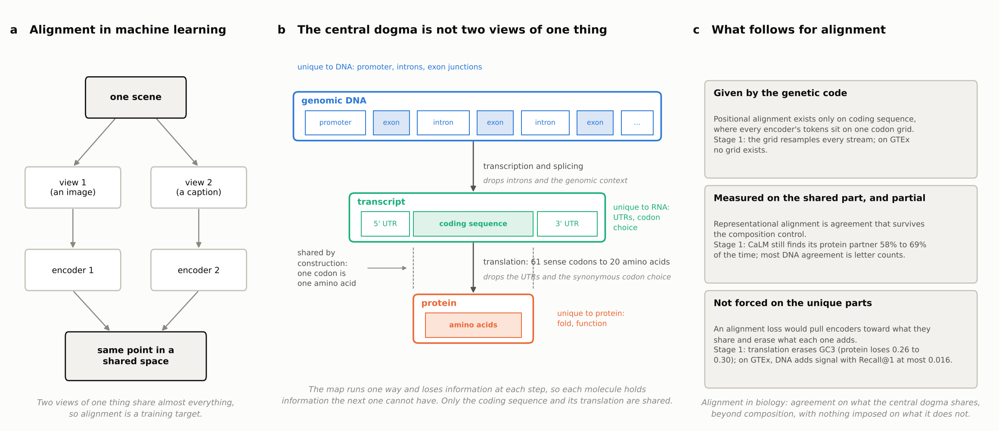 a Alignment in machine learning
one scene
view 1
(an image)
view 2
(a caption)
encoder 1
encoder 2
same point in a
shared space
Two views of one thing share almost everything,
so alignment is a training target.
b The central dogma is not two views of one thing
unique to DNA: promoter, introns, exon junctions
genomic DNA
promoter
exon
intron
exon
intron
exon
...
transcription and splicing
drops introns and the genomic context
transcript
5' UTR
coding sequence
3' UTR
unique to RNA:
UTRs, codon
choice
shared by
construction:
one codon is
one amino acid
translation: 61 sense codons to 20 amino acids
drops the UTRs and the synonymous codon choice
protein
amino acids
unique to protein:
fold, function
The map runs one way and loses information at each step, so each molecule holds
information the next one cannot have. Only the coding sequence and its translation are shared.
c What follows for alignment
Given by the genetic code
Positional alignment exists only on coding sequence,
where every encoder's tokens sit on one codon grid.
Stage 1: the grid resamples every stream; on GTEx
no grid exists.
Measured on the shared part, and partial
Representational alignment is agreement that survives
the composition control.
Stage 1: CaLM still finds its protein partner 58% to 69%
of the time; most DNA agreement is letter counts.
Not forced on the unique parts
An alignment loss would pull encoders toward what they
share and erase what each one adds.
Stage 1: translation erases GC3 (protein loses 0.26 to
0.30); on GTEx, DNA adds signal with Recall@1 at most 0.016.
Alignment in biology: agreement on what the central dogma shares,
beyond composition, with nothing imposed on what it does not.